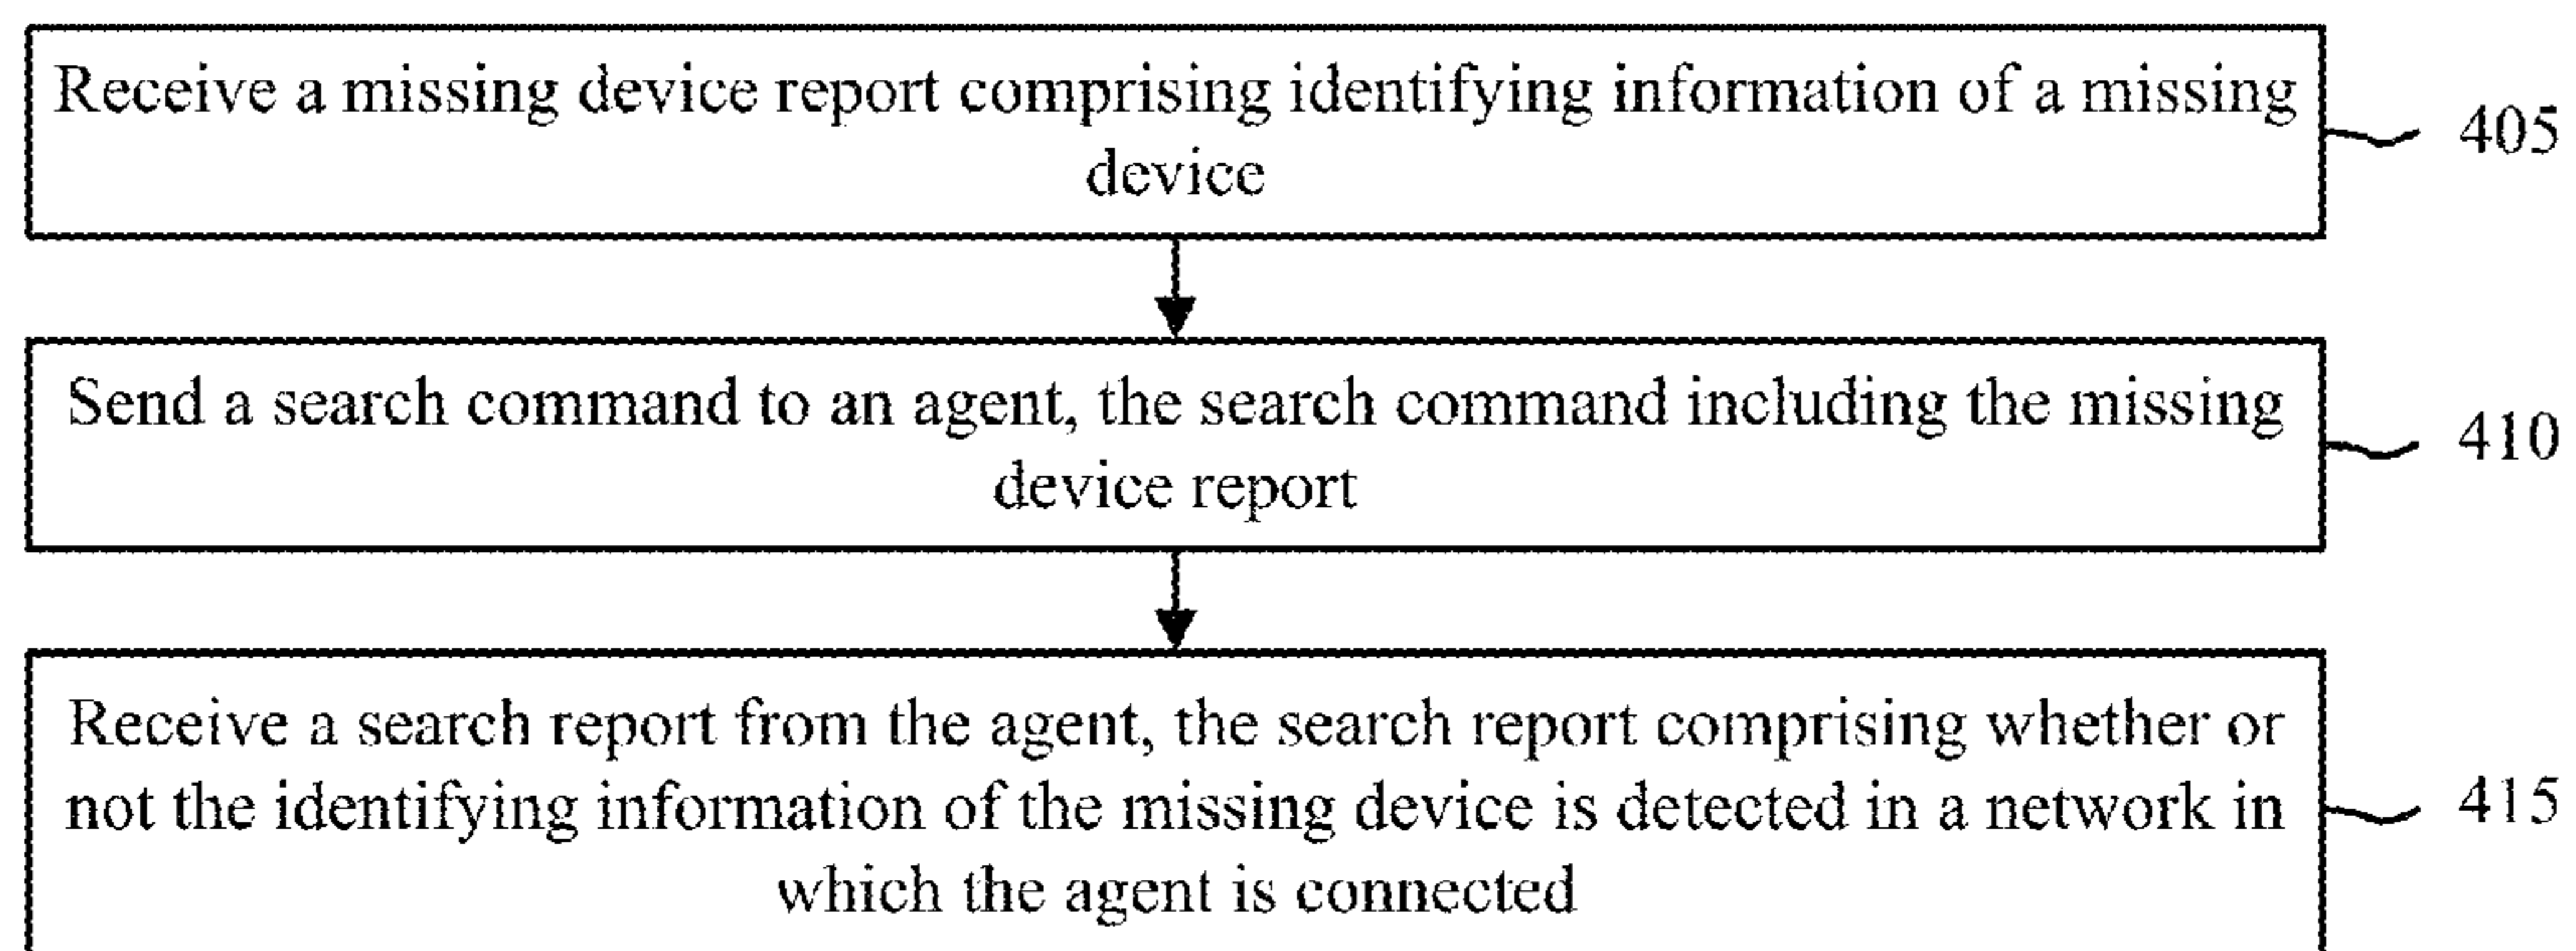 Receive a missing device report comprising identifying information of a missing
device
405
Send a search command to an agent, the search command including the missing
device report
410
Receive a search report from the agent, the search report comprising whether or
not the identifying information of the missing device is detected in a network in
which the agent is connected
415